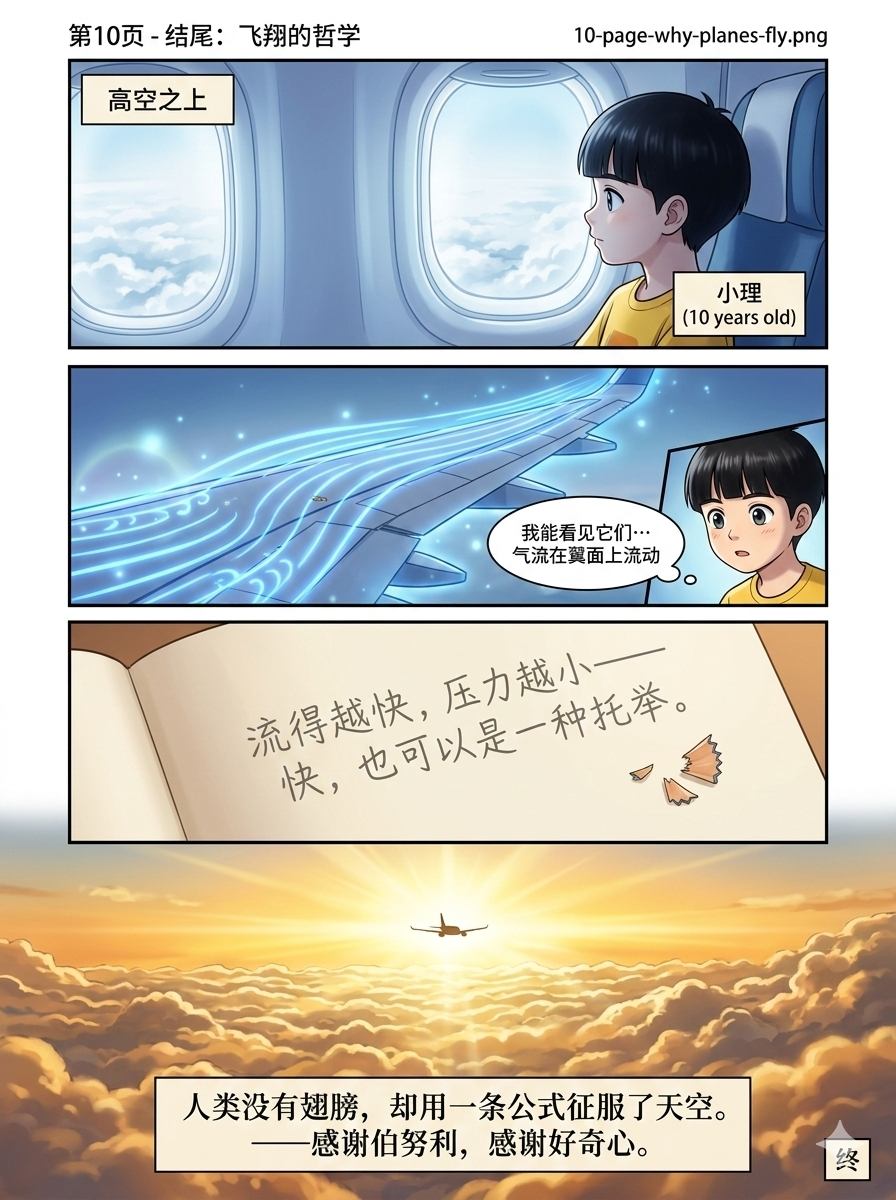 第10页 - 结尾：飞翔的哲学
10-page-why-planes-fly.png
高空之上
小理
(10 years old)
我能看见它们…
气流在翼面上流动
流得越快，压力越小——
快，也可以是一种托举。
人类没有翅膀，却用一条公式征服了天空。
——感谢伯努利，感谢好奇心。
终